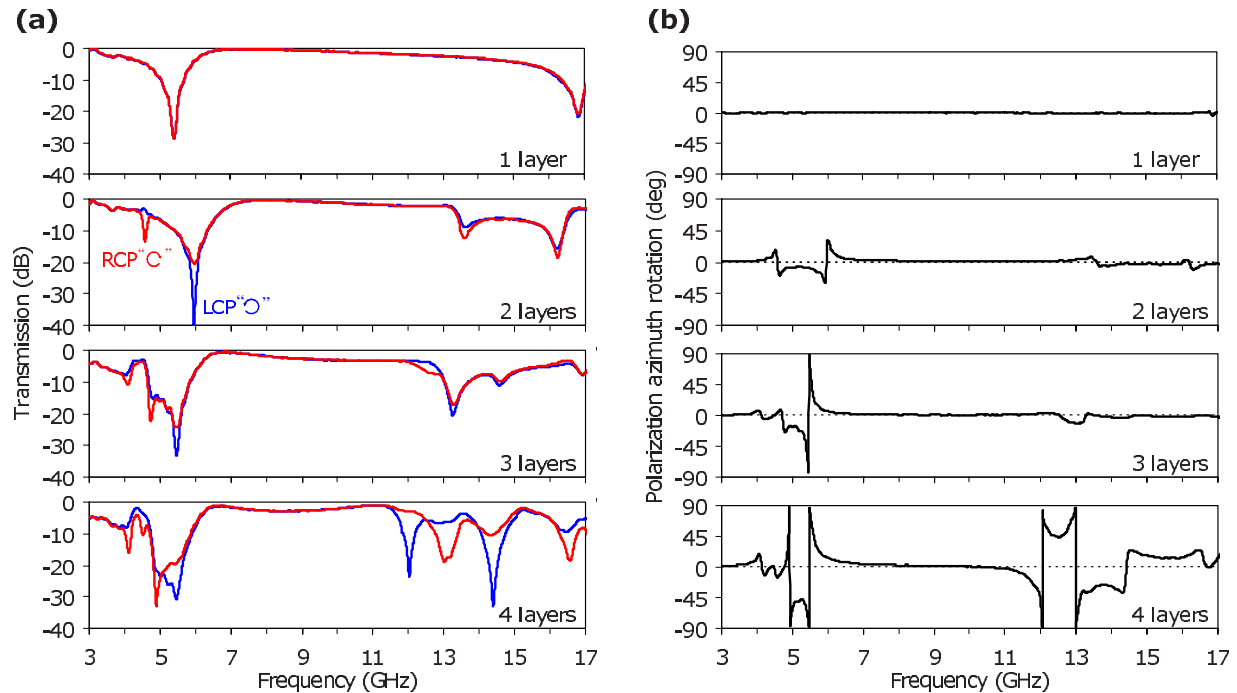 (a)
Transmission (dB)
0
-10
-20
-30
-40
1 layer
0
-10
-20
-30
-40
RCP“↻”
LCP“↺”
2 layers
0
-10
-20
-30
-40
3 layers
0
-10
-20
-30
-40
4 layers
3 5 7 9 11 13 15 17
Frequency (GHz)
(b)
Polarization azimuth rotation (deg)
90
45
0
-45
-90
1 layer
90
45
0
-45
-90
2 layers
90
45
0
-45
-90
3 layers
90
45
0
-45
-90
4 layers
3 5 7 9 11 13 15 17
Frequency (GHz)